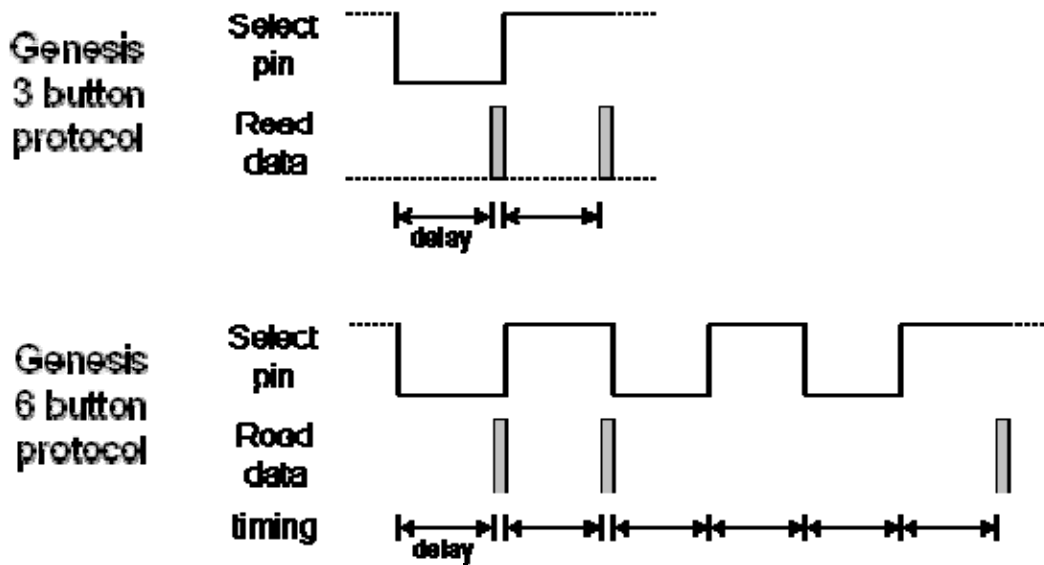 Genesis
3 button
protocol
Select
pin
Read
data
delay
Genesis
6 button
protocol
Select
pin
Read
data
timing
delay